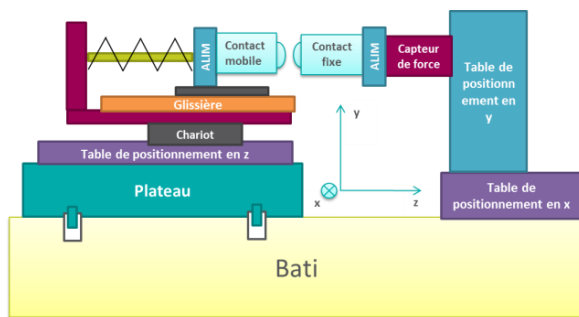 ALIM
Contact
mobile
Contact
fixe
ALIM
Capteur
de force
Table de
positionn
ement en
y
Glissière
Chariot
Table de positionnement en z
Plateau
y
x
z
Table de
positionnement en x
Bati